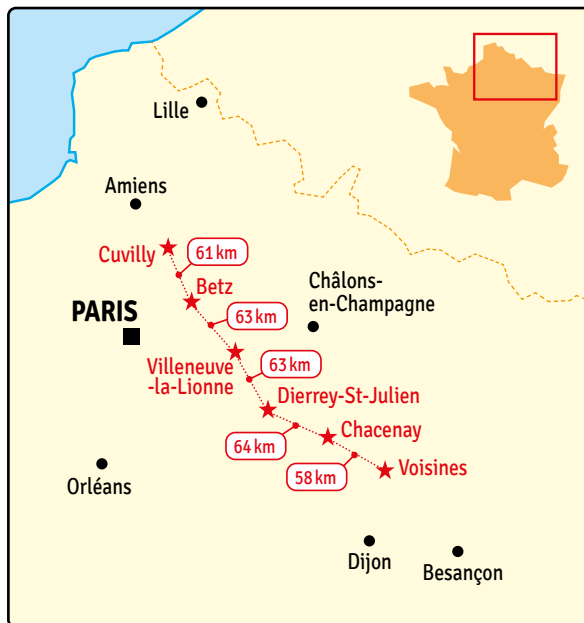 Lille
Amiens
Cuvilly
61 km
Betz
Châlons-
en-Champagne
PARIS
63 km
Villeneuve
-la-Lionne
63 km
Dierrey-St-Julien
64 km
Chacenay
58 km
Voisines
Orléans
Dijon
Besançon